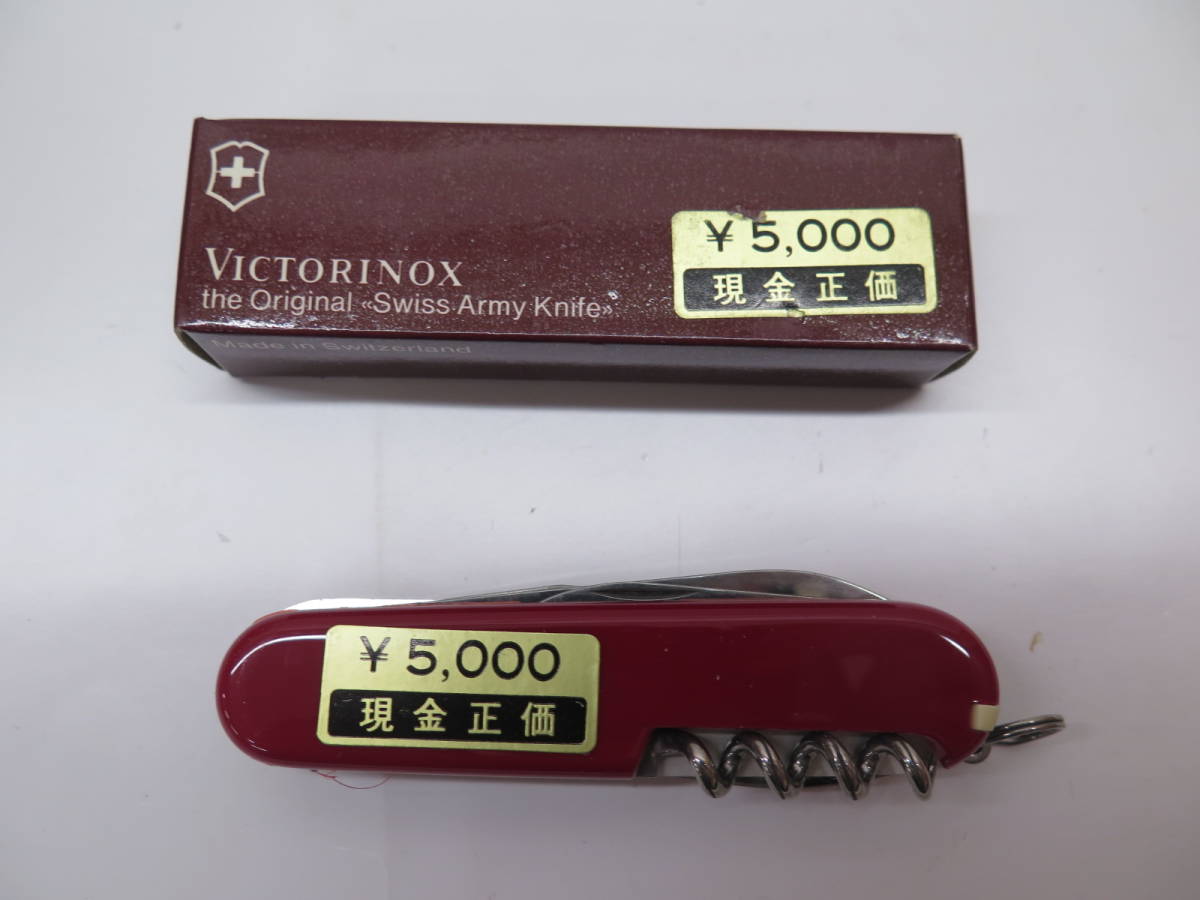 VICTORINOX
the Original «Swiss Army Knife»
Made in Switzerland
¥ 5,000
現金正価
¥ 5,000
現金正価